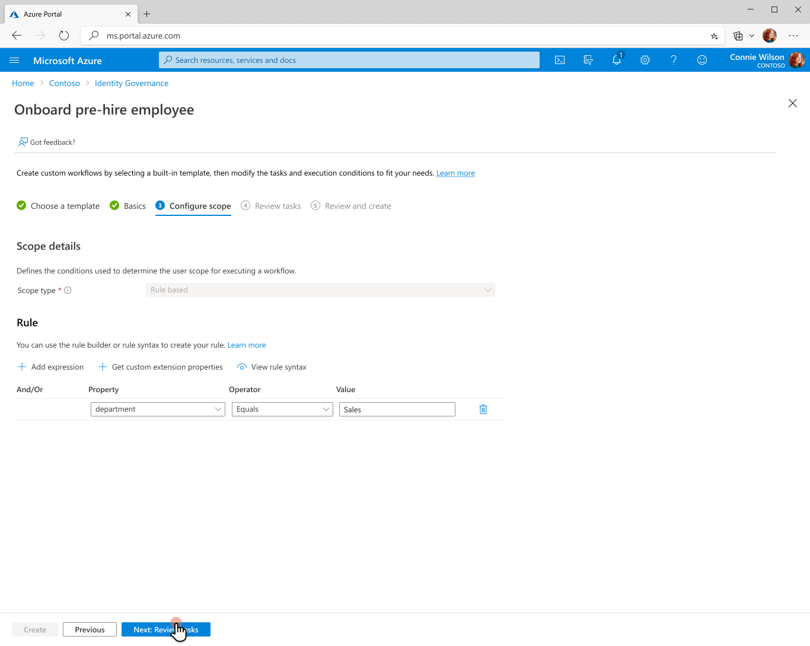 Azure Portal
ms.portal.azure.com
Microsoft Azure
Search resources, services and docs
1
Connie Wilson
CONTOSO
Home > Contoso > Identity Governance
Onboard pre-hire employee
Got feedback?
Create custom workflows by selecting a built-in template, then modify the tasks and execution conditions to fit your needs. Learn more
Choose a template Basics 3 Configure scope 4 Review tasks 5 Review and create
Scope details
Defines the conditions used to determine the user scope for executing a workflow.
Scope type * Rule based
Rule
You can use the rule builder or rule syntax to create your rule. Learn more
Add expression Get custom extension properties View rule syntax
And/Or Property Operator Value
department Equals Sales
Create Previous Next: Review tasks